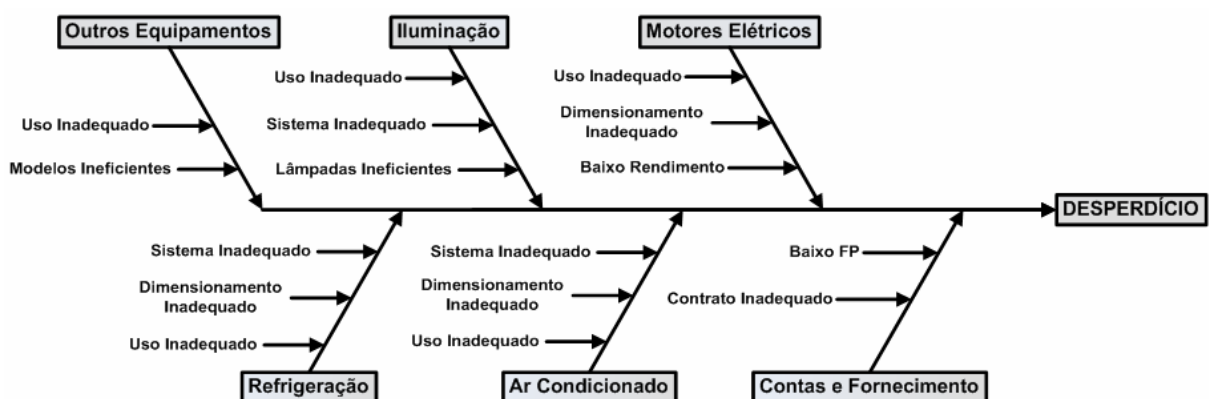 Outros Equipamentos
Iluminação
Motores Elétricos
Uso Inadequado
Modelos Ineficientes
Uso Inadequado
Sistema Inadequado
Lâmpadas Ineficientes
Uso Inadequado
Dimensionamento
Inadequado
Baixo Rendimento
DESPERDÍCIO
Sistema Inadequado
Dimensionamento
Inadequado
Uso Inadequado
Sistema Inadequado
Dimensionamento
Inadequado
Uso Inadequado
Baixo FP
Contrato Inadequado
Refrigeração
Ar Condicionado
Contas e Fornecimento